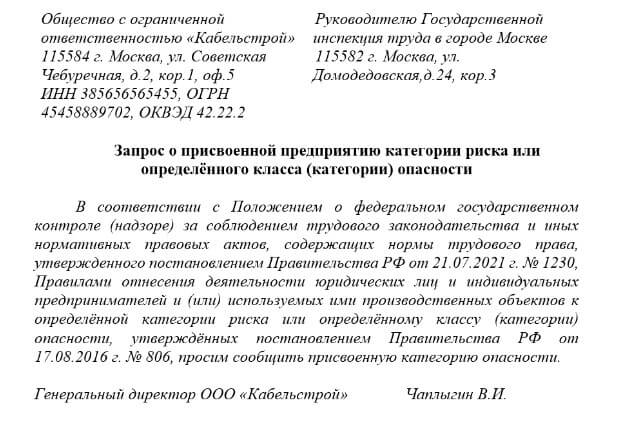 Общество с ограниченной
ответственностью «Кабельстрой»
115584 г. Москва, ул. Советская
Чебуречная, д.2, кор.1, оф.5
ИНН 385656565455, ОГРН
45458889702, ОКВЭД 42.22.2
Руководителю Государственной
инспекция труда в городе Москве
115582 г. Москва, ул.
Домодедовская,д.24, кор.3
Запрос о присвоенной предприятию категории риска или
определённого класса (категории) опасности
В соответствии с Положением о федеральном государственном
контроле (надзоре) за соблюдением трудового законодательства и иных
нормативных правовых актов, содержащих нормы трудового права,
утвержденного постановлением Правительства РФ от 21.07.2021 г. № 1230,
Правилами отнесения деятельности юридических лиц и индивидуальных
предпринимателей и (или) используемых ими производственных объектов к
определённой категории риска или определённому классу (категории)
опасности, утверждённых постановлением Правительства РФ от
17.08.2016 г. № 806, просим сообщить присвоенную категорию опасности.
Генеральный директор ООО «Кабельстрой» Чаплыгин В.И.